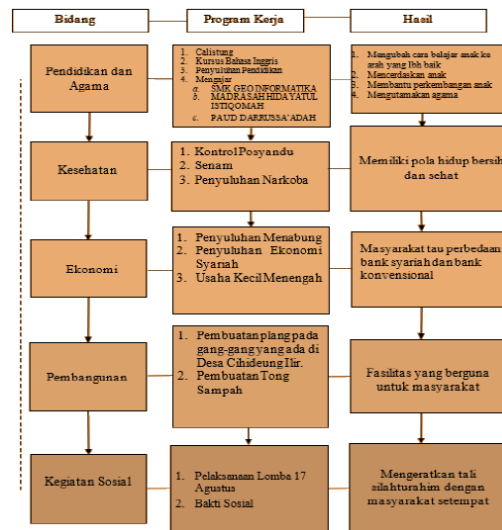 Bidang
Program Kerja
Hasil
Pendidikan dan
Agama
1. Calistung
2. Kursus Bahasa Inggris
3. Penyuluhan Pendidikan
4. Mengajar
a. SMK GEO INFORMATIKA
b. MADRASAH HIDAYATUL
ISTIQOMAH
c. PAUD DARRUSSA'ADAH
1. Mengubah cara belajar anak ke
arah yang lbh baik
2. Mencerdaskan anak
3. Membantu perkembangan anak
4. Mengutamakan agama
Kesehatan
1. Kontrol Posyandu
2. Senam
3. Penyuluhan Narkoba
Memiliki pola hidup bersih
dan sehat
Ekonomi
1. Penyuluhan Menabung
2. Penyuluhan Ekonomi
Syariah
3. Usaha Kecil Menengah
Masyarakat tau perbedaan
bank syariah dan bank
konvensional
Pembangunan
1. Pembuatan plang pada
gang-gang yang ada di
Desa Cihideung Ilir.
2. Pembuatan Tong
Sampah
Fasilitas yang berguna
untuk masyarakat
Kegiatan Sosial
1. Pelaksanaan Lomba 17
Agustus
2. Bakti Sosial
Mengeratkan tali
silahturahim dengan
masyarakat setempat